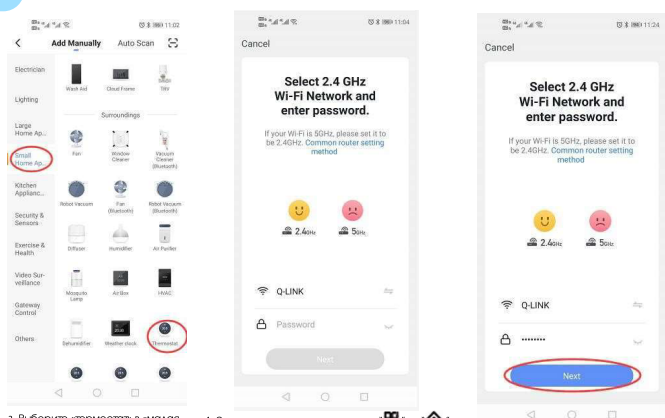 11:02
Add Manually Auto Scan
Electrician
Lighting
Large
Home Ap...
Small
Home Ap...
Kitchen
Applianc...
Security &
Sensors
Exercise &
Health
Video Sur-
veillance
Gateway
Control
Others
Wash Aid Cloud Frame TRV
Surroundings
Fan Window
Cleaner Vacuum
Cleaner
(Bluetooth)
Robot Vacuum Fan
(Bluetooth) Robot Vacuum
(Bluetooth)
Diffuser Humidifier Air Purifier
Mosquito
Lamp Air Box HVAC
Dehumidifier Weather clock Thermostat
11:04
Cancel
Select 2.4 GHz
Wi-Fi Network and
enter password.
If your Wi-Fi is 5GHz, please set it to
be 2.4GHz. Common router setting
method
2.4GHz 5GHz
Q-LINK
Password
Next
11:24
Cancel
Select 2.4 GHz
Wi-Fi Network and
enter password.
If your Wi-Fi is 5GHz, please set it to
be 2.4GHz. Common router setting
method
2.4GHz 5GHz
Q-LINK
••••••••
Next